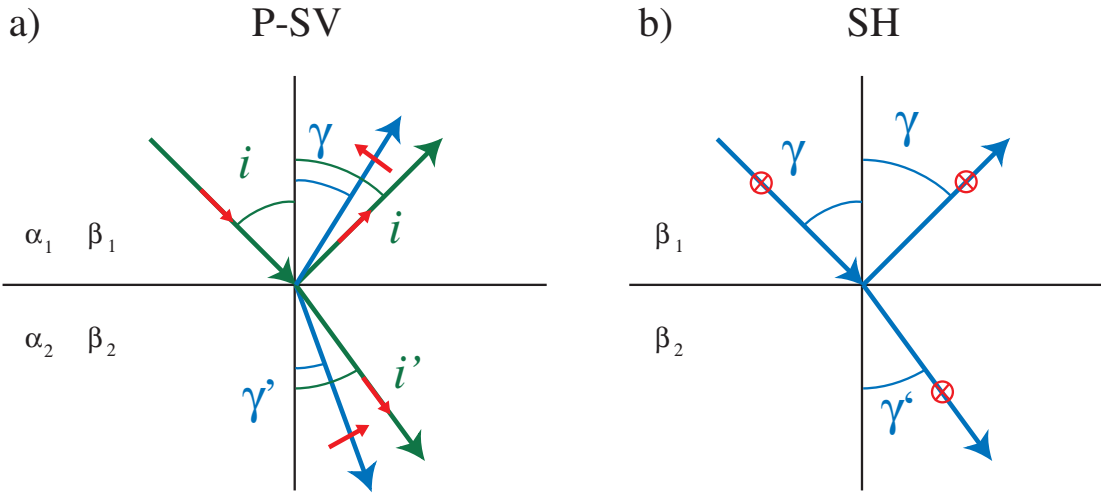 a) P-SV
i γ
i
α₁ β₁
α₂ β₂
γ’ i’
b) SH
γ γ
β₁
β₂
γ‘